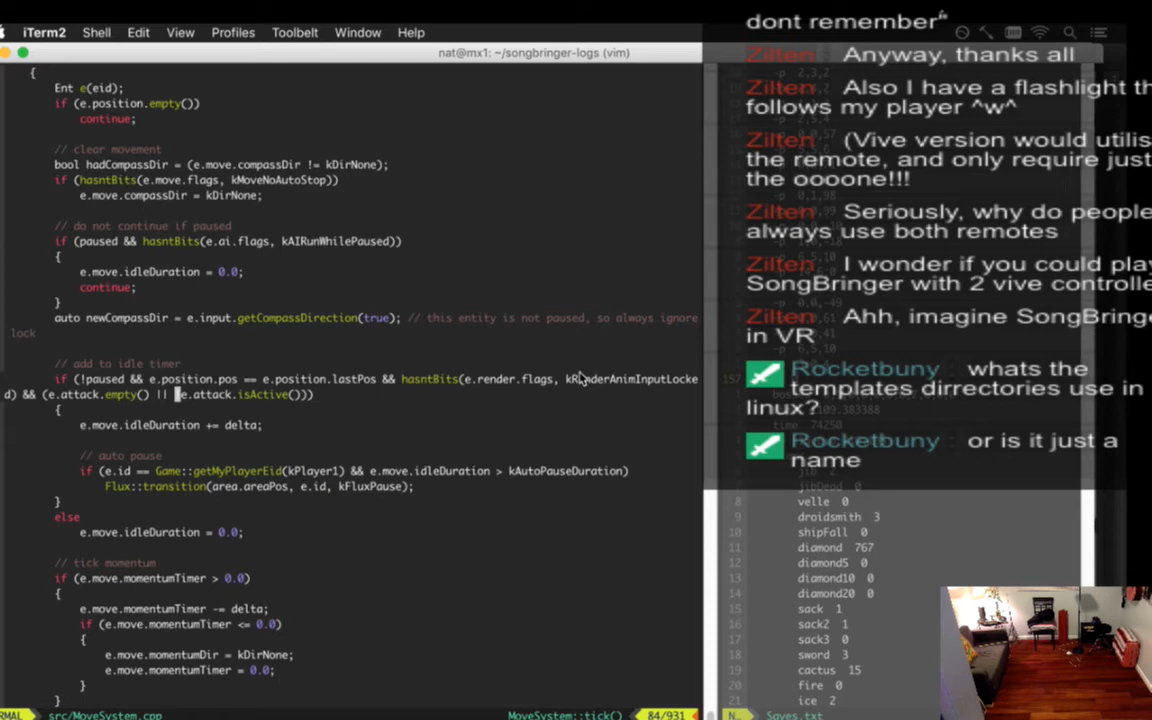 iTerm2 Shell Edit View Profiles Toolbelt Window Help
nat@mx1: ~/songbringer-logs (vim)
{
Ent e(eid);
if (e.position.empty())
continue;
// clear movement
bool hadCompassDir = (e.move.compassDir != kDirNone);
if (hasntBits(e.move.flags, kMoveNoAutoStop))
e.move.compassDir = kDirNone;
// do not continue if paused
if (paused && hasntBits(e.ai.flags, kAIRunWhilePaused))
{
e.move.idleDuration = 0.0;
continue;
}
auto newCompassDir = e.input.getCompassDirection(true); // this entity is not paused, so always ignore
lock
// add to idle timer
if (!paused && e.position.pos == e.position.lastPos && hasntBits(e.render.flags, kRenderAnimInputLocke
d) && (e.attack.empty() || e.attack.isActive()))
{
e.move.idleDuration += delta;
// auto pause
if (e.id == Game::getMyPlayerEid(kPlayer1) && e.move.idleDuration > kAutoPauseDuration)
Flux::transition(area.areaPos, e.id, kFluxPause);
}
else
e.move.idleDuration = 0.0;
// tick momentum
if (e.move.momentumTimer > 0.0)
{
e.move.momentumTimer -= delta;
if (e.move.momentumTimer <= 0.0)
{
e.move.momentumDir = kDirNone;
e.move.momentumTimer = 0.0;
}
}
RMAL src/MoveSystem.cpp MoveSystem::tick() 84/931
dont remember"
Zilten Anyway, thanks all
Zilten Also I have a flashlight th
follows my player ^w^
Zilten (Vive version would utilis
the remote, and only require just
the oooone!!!
Zilten Seriously, why do people
always use both remotes
Zilten I wonder if you could pla
SongBringer with 2 vive controlle
Zilten Ahh, imagine SongBringe
in VR
Rocketbuny whats the
templates dirrectories use in
linux?
Rocketbuny or is it just a
name
time 74250
jibDead 0
8 velle 0
9 droidsmith 3
10 shipFall 0
11 diamond 767
12 diamond5 0
13 diamond10 0
14 diamond20 0
15 sack 1
16 sack2 1
17 sack3 0
18 sword 3
19 cactus 15
20 fire 0
21 ice 2
N.. Saves.txt